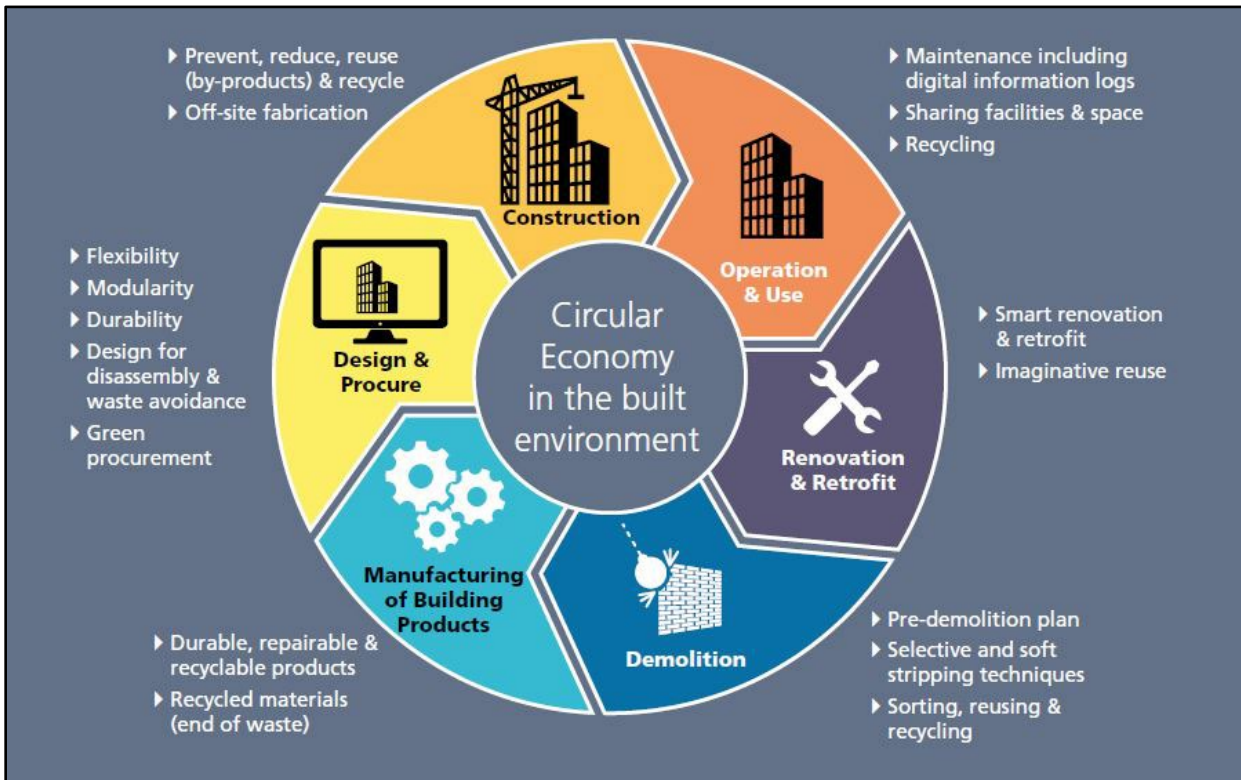 Prevent, reduce, reuse
(by-products) & recycle
Off-site fabrication
Maintenance including
digital information logs
Sharing facilities & space
Recycling
Construction
Operation
& Use
Flexibility
Modularity
Durability
Design for
disassembly &
waste avoidance
Green
procurement
Design &
Procure
Circular
Economy
in the built
environment
Smart renovation
& retrofit
Imaginative reuse
Renovation
& Retrofit
Manufacturing
of Building
Products
Demolition
Durable, repairable &
recyclable products
Recycled materials
(end of waste)
Pre-demolition plan
Selective and soft
stripping techniques
Sorting, reusing &
recycling